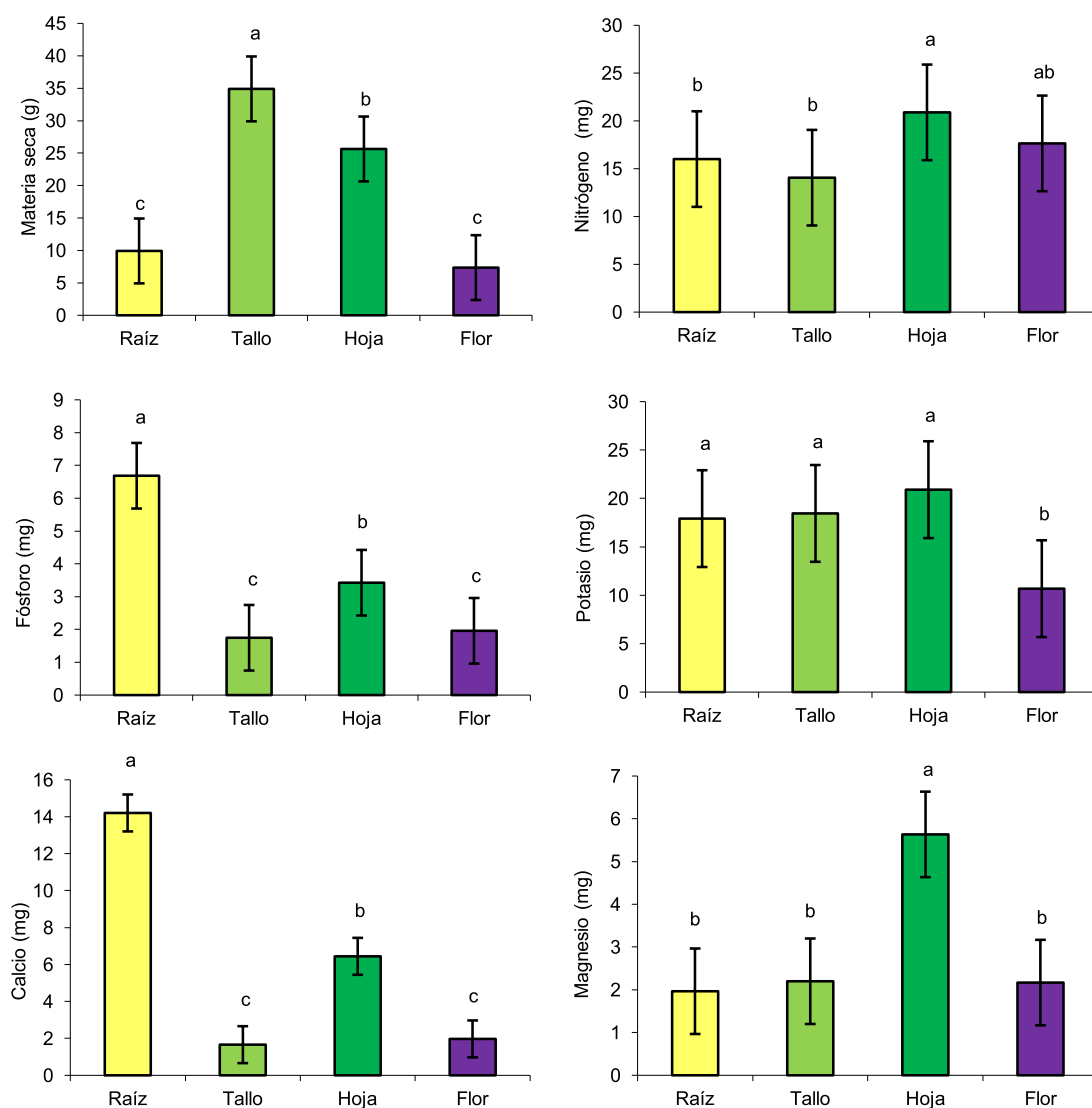 Materia seca (g)
45
40
35
30
25
20
15
10
5
0
c
a
b
c
Raíz Tallo Hoja Flor
Nitrógeno (mg)
30
25
20
15
10
5
0
b
b
a
ab
Raíz Tallo Hoja Flor
Fósforo (mg)
9
8
7
6
5
4
3
2
1
0
a
c
b
c
Raíz Tallo Hoja Flor
Potasio (mg)
30
25
20
15
10
5
0
a
a
a
b
Raíz Tallo Hoja Flor
Calcio (mg)
16
14
12
10
8
6
4
2
0
a
c
b
c
Raíz Tallo Hoja Flor
Magnesio (mg)
7
6
5
4
3
2
1
0
b
b
a
b
Raíz Tallo Hoja Flor